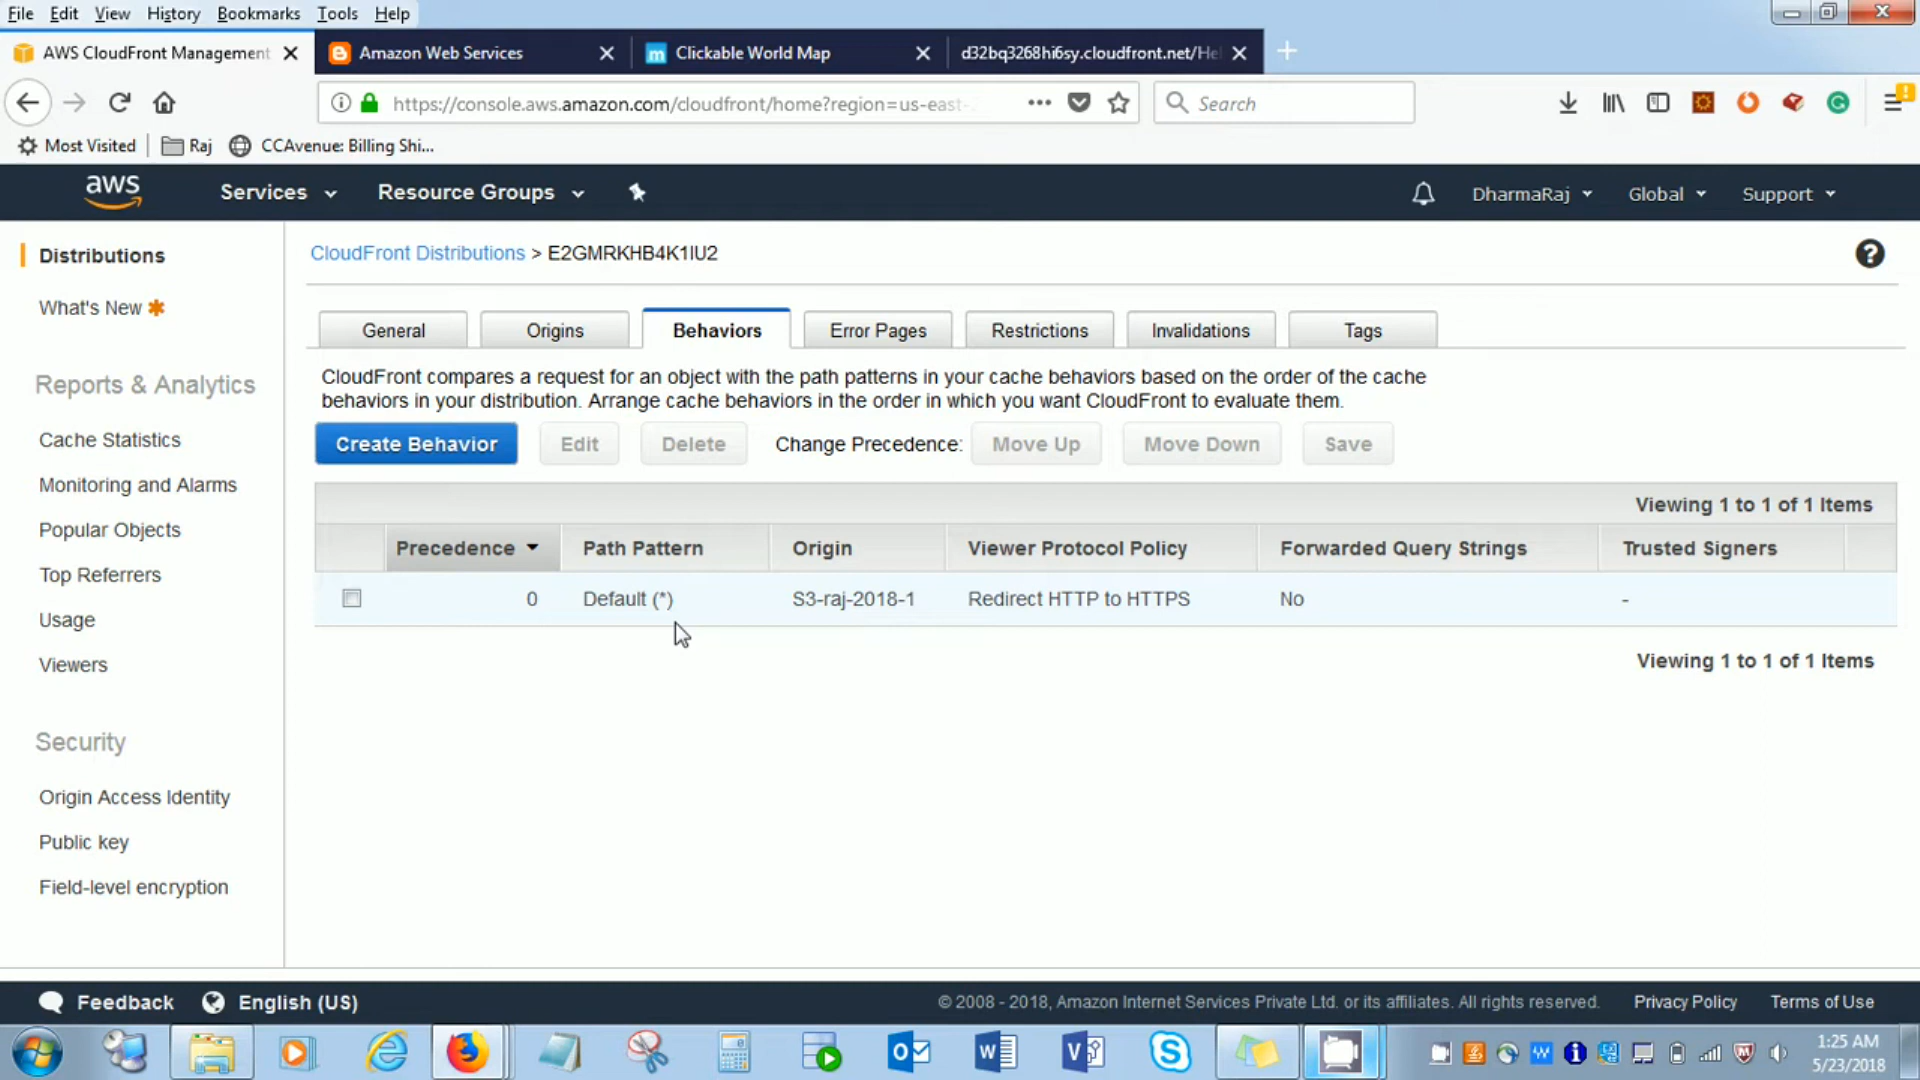 File Edit View History Bookmarks Tools Help
AWS CloudFront Management
Amazon Web Services
Clickable World Map
d32bq3268hi6sy.cloudfront.net/He
https://console.aws.amazon.com/cloudfront/home?region=us-east-
Search
Most Visited Raj CCAvenue: Billing Shi...
aws Services Resource Groups DharmaRaj Global Support
Distributions
What's New
Reports & Analytics
Cache Statistics
Monitoring and Alarms
Popular Objects
Top Referrers
Usage
Viewers
Security
Origin Access Identity
Public key
Field-level encryption
CloudFront Distributions > E2GMRKHB4K1IU2
General Origins Behaviors Error Pages Restrictions Invalidations Tags
CloudFront compares a request for an object with the path patterns in your cache behaviors based on the order of the cache
behaviors in your distribution. Arrange cache behaviors in the order in which you want CloudFront to evaluate them.
Create Behavior Edit Delete Change Precedence: Move Up Move Down Save
Viewing 1 to 1 of 1 Items
Precedence Path Pattern Origin Viewer Protocol Policy Forwarded Query Strings Trusted Signers
0 Default (*) S3-raj-2018-1 Redirect HTTP to HTTPS No -
Viewing 1 to 1 of 1 Items
Feedback English (US) © 2008 - 2018, Amazon Internet Services Private Ltd. or its affiliates. All rights reserved. Privacy Policy Terms of Use
1:25 AM
5/23/2018